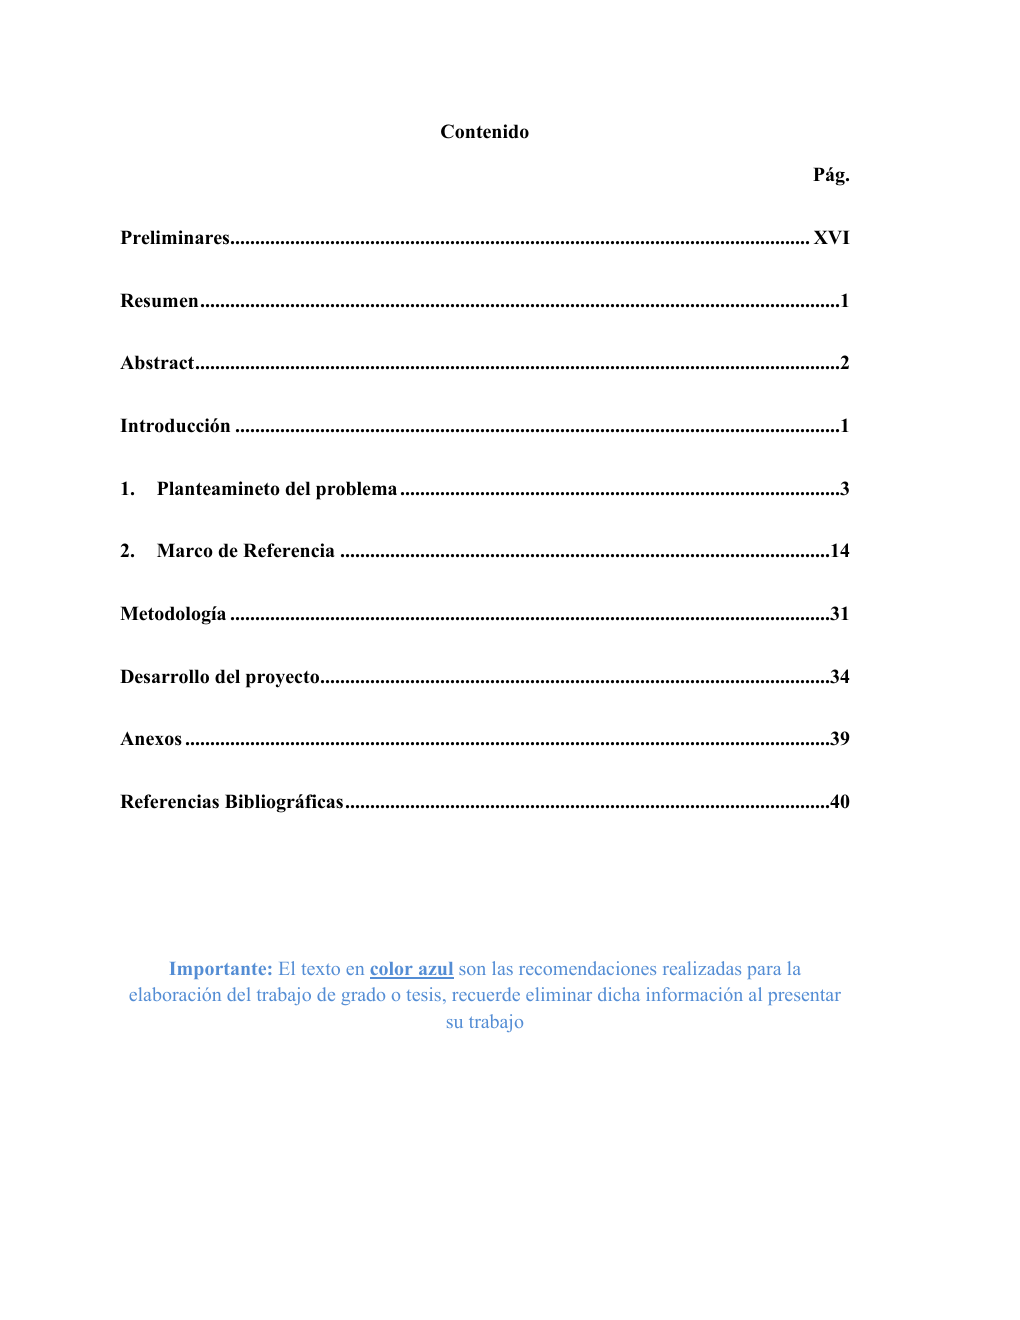 Contenido
Pág.
Preliminares.................................................................................................................... XVI
Resumen................................................................................................................................1
Abstract.................................................................................................................................2
Introducción .........................................................................................................................1
1. Planteamineto del problema ........................................................................................3
2. Marco de Referencia ..................................................................................................14
Metodología ........................................................................................................................31
Desarrollo del proyecto......................................................................................................34
Anexos .................................................................................................................................39
Referencias Bibliográficas.................................................................................................40
Importante: El texto en color azul son las recomendaciones realizadas para la
elaboración del trabajo de grado o tesis, recuerde eliminar dicha información al presentar
su trabajo